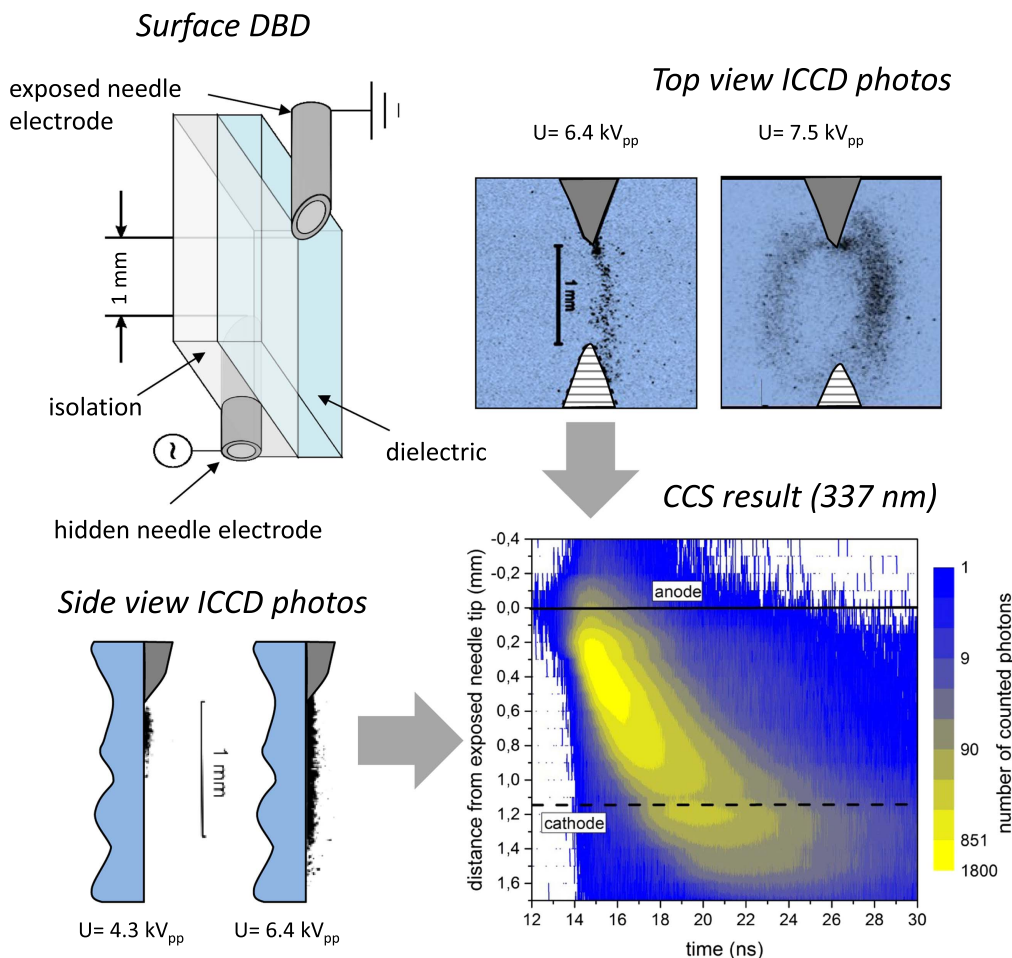 Surface DBD
exposed needle
electrode
1 mm
isolation
dielectric
~
hidden needle electrode
Top view ICCD photos
U= 6.4 kVpp
U= 7.5 kVpp
1 mm
Side view ICCD photos
1 mm
U= 4.3 kVpp
U= 6.4 kVpp
CCS result (337 nm)
distance from exposed needle tip (mm)
-0.4
-0.2
0,0
0,2
0,4
0,6
0,8
1.0
1.2
1,4
1,6
anode
cathode
12
14
16
18
20
22
24
26
28
30
time (ns)
1
9
90
851
1800
number of counted photons